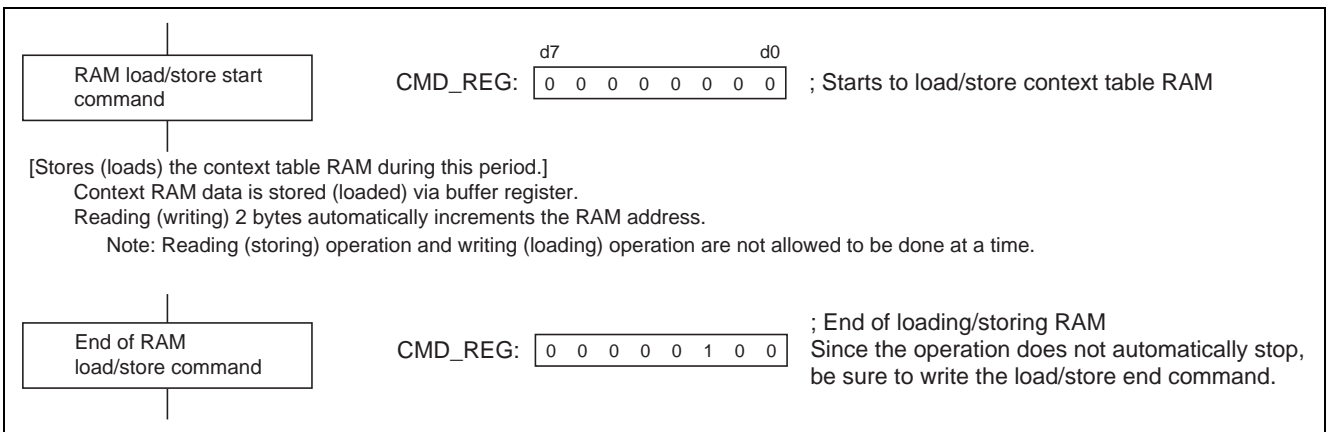 d7 d0
RAM load/store start
command
CMD_REG: 0 0 0 0 0 0 0 0 ; Starts to load/store context table RAM
[Stores (loads) the context table RAM during this period.]
Context RAM data is stored (loaded) via buffer register.
Reading (writing) 2 bytes automatically increments the RAM address.
Note: Reading (storing) operation and writing (loading) operation are not allowed to be done at a time.
End of RAM
load/store command
CMD_REG: 0 0 0 0 0 1 0 0
; End of loading/storing RAM
Since the operation does not automatically stop,
be sure to write the load/store end command.